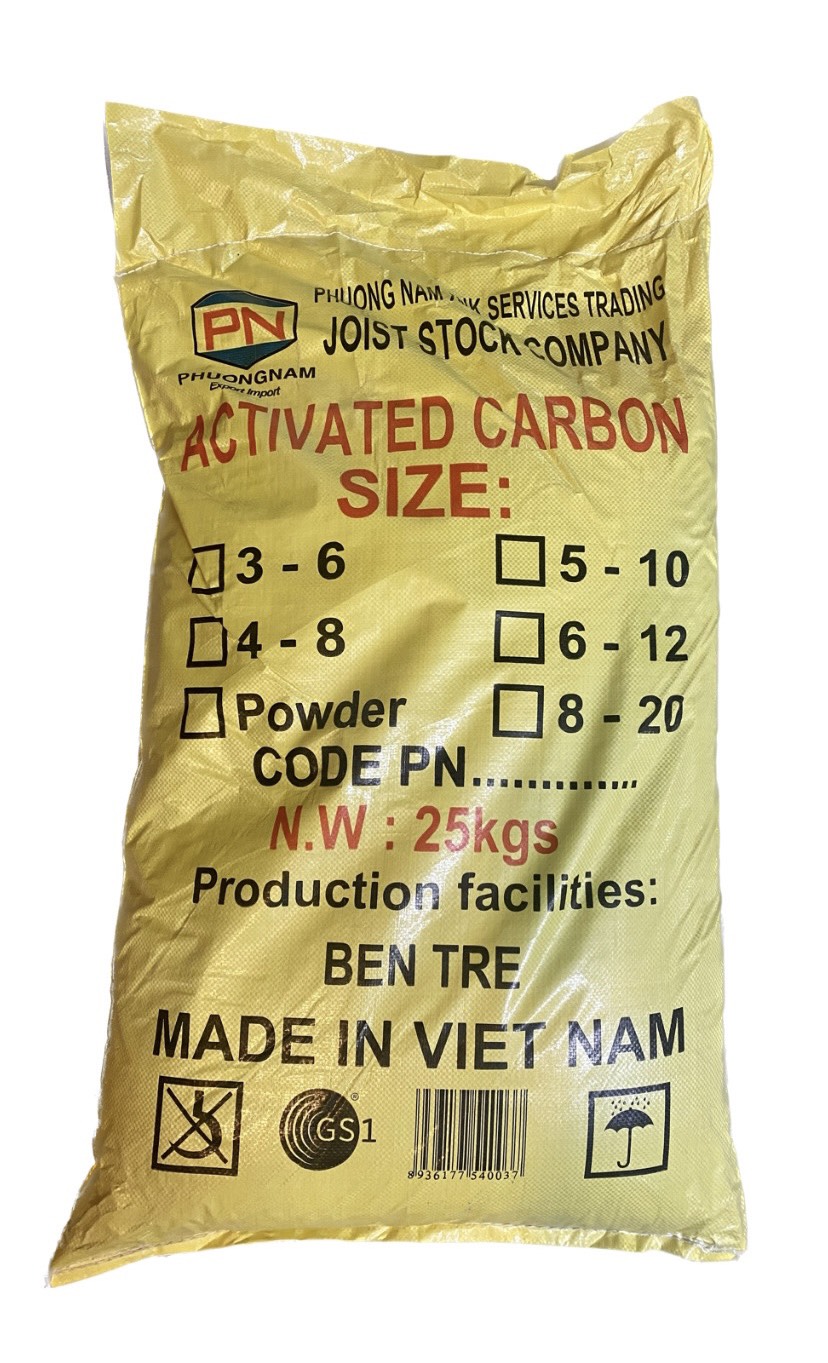 PN
PHUONGNAM
Export Import
PHUONG NAM SERVICES TRADING
JOIST STOCK COMPANY
ACTIVATED CARBON
SIZE:
3 - 6
5 - 10
4 - 8
6 - 12
Powder
8 - 20
CODE PN.............
N.W : 25kgs
Production facilities:
BEN TRE
MADE IN VIET NAM
GS1®
8936177540037